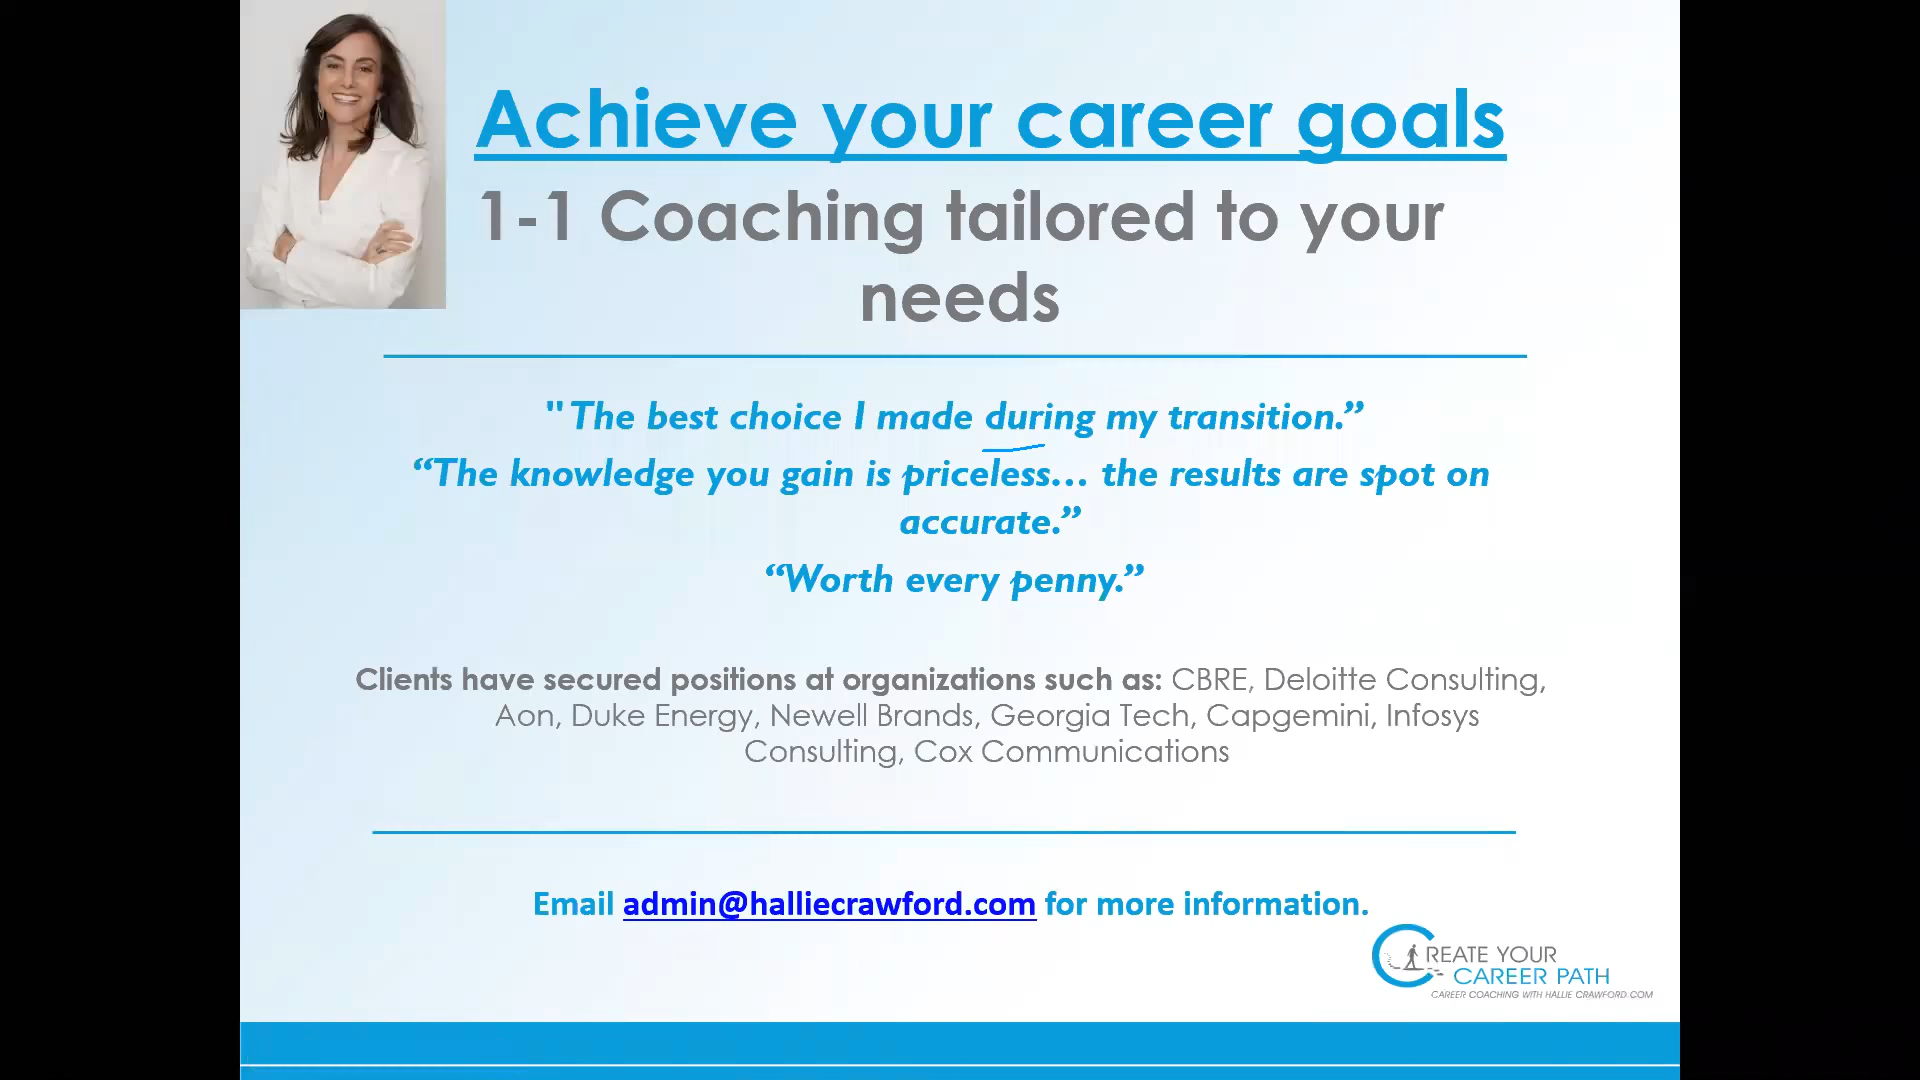 Achieve your career goals
1-1 Coaching tailored to your
needs
"The best choice I made during my transition.”
“The knowledge you gain is priceless... the results are spot on
accurate.”
“Worth every penny.”
Clients have secured positions at organizations such as: CBRE, Deloitte Consulting,
Aon, Duke Energy, Newell Brands, Georgia Tech, Capgemini, Infosys
Consulting, Cox Communications
Email admin@halliecrawford.com for more information.
CREATE YOUR
CAREER PATH
CAREER COACHING WITH HALLIE CRAWFORD.COM